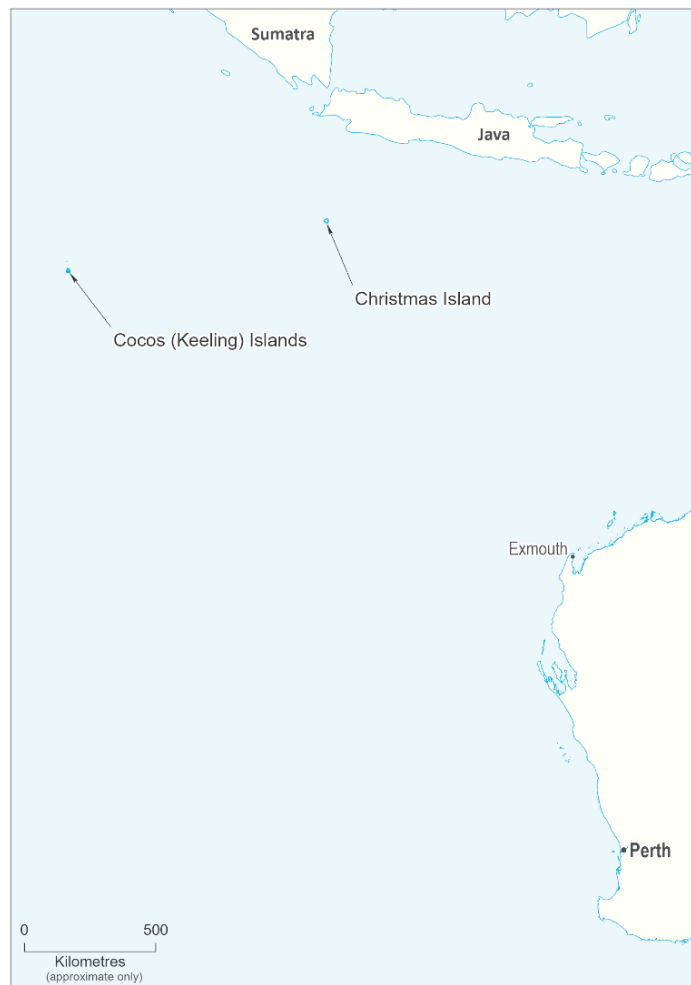 Sumatra
Java
Christmas Island
Cocos (Keeling) Islands
Exmouth
Perth
0 500
Kilometres
(approximate only)